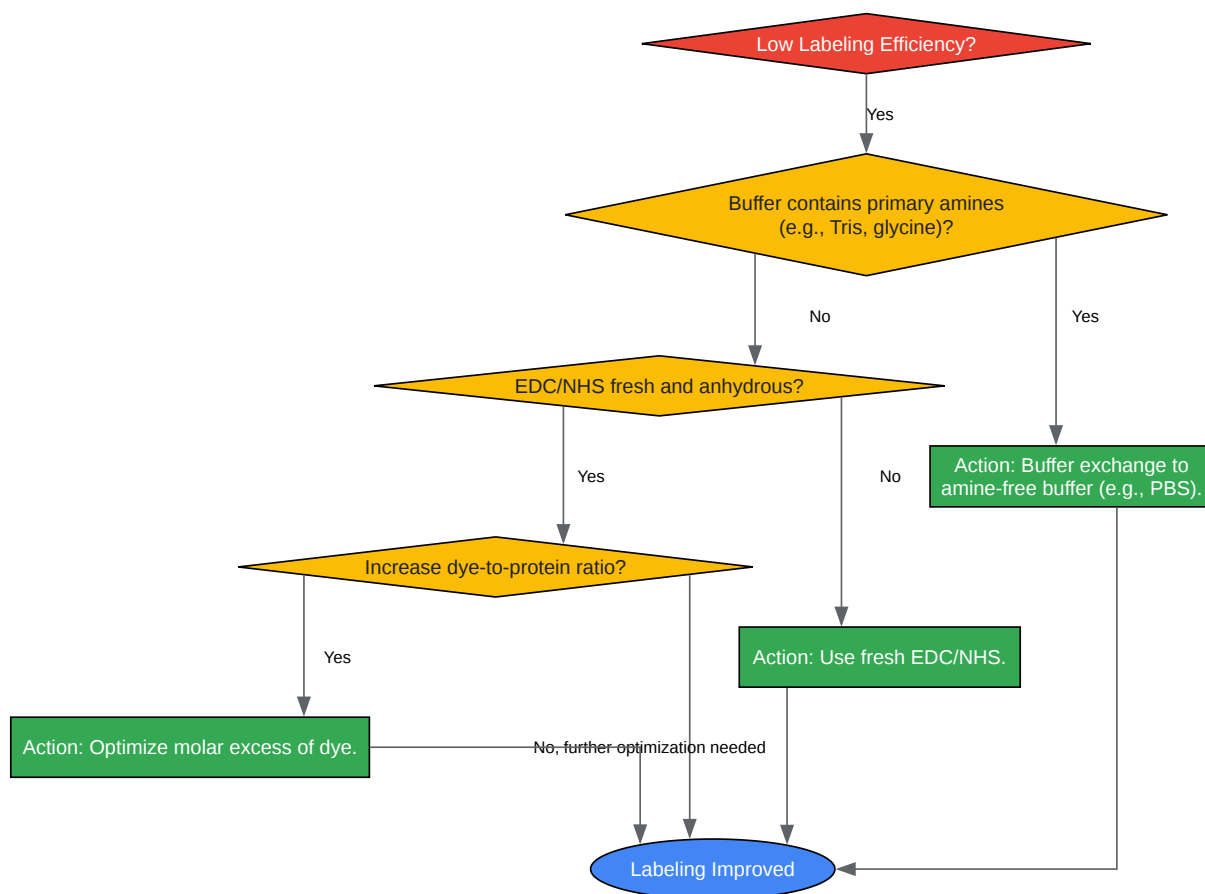 Low Labeling Efficiency?
Yes
Buffer contains primary amines
(e.g., Tris, glycine)?
No
Yes
EDC/NHS fresh and anhydrous?
Yes
No
Action: Buffer exchange to
amine-free buffer (e.g., PBS).
Increase dye-to-protein ratio?
Yes
Action: Use fresh EDC/NHS.
Action: Optimize molar excess of dye.
No, further optimization needed
Labeling Improved